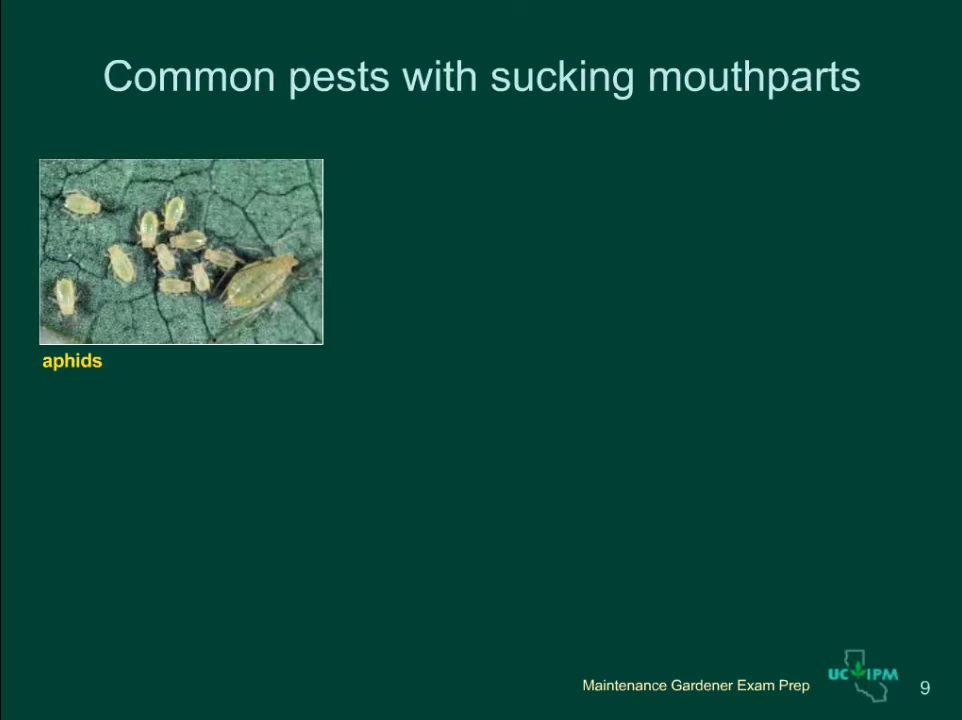 Common pests with sucking mouthparts
aphids
Maintenance Gardener Exam Prep
UC IPM
9